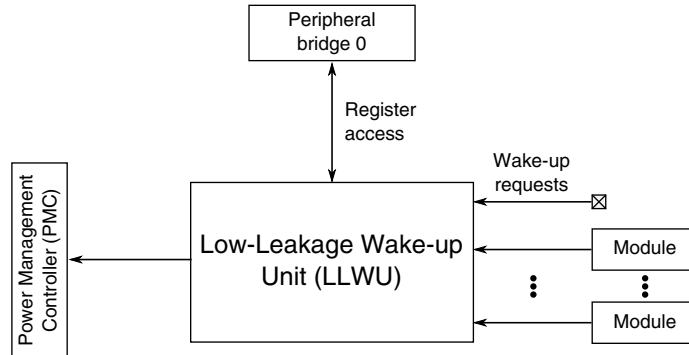 Peripheral
bridge 0
Register
access
Wake-up
requests
Power Management
Controller (PMC)
Low-Leakage Wake-up
Unit (LLWU)
Module
Module